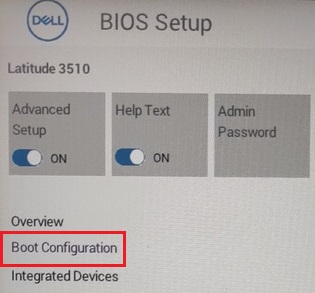 DELL
BIOS Setup
Latitude 3510
Advanced
Setup
ON
Help Text
ON
Admin
Password
Overview
Boot Configuration
Integrated Devices